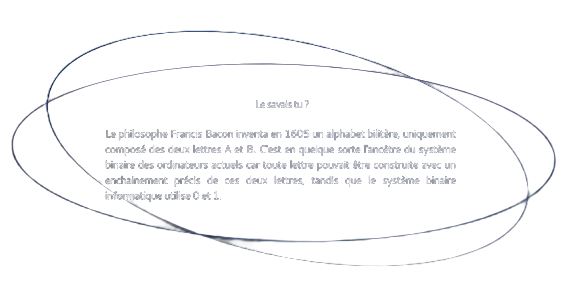 Le savais tu ?
Le philosophe Francis Bacon inventa en 1605 un alphabet bilitère, uniquement
composé des deux lettres A et B. C'est en quelque sorte l'ancêtre du système
binaire des ordinateurs actuels car toute lettre pouvait être construite avec un
enchainement précis de ces deux lettres, tandis que le système binaire
informatique utilise 0 et 1.